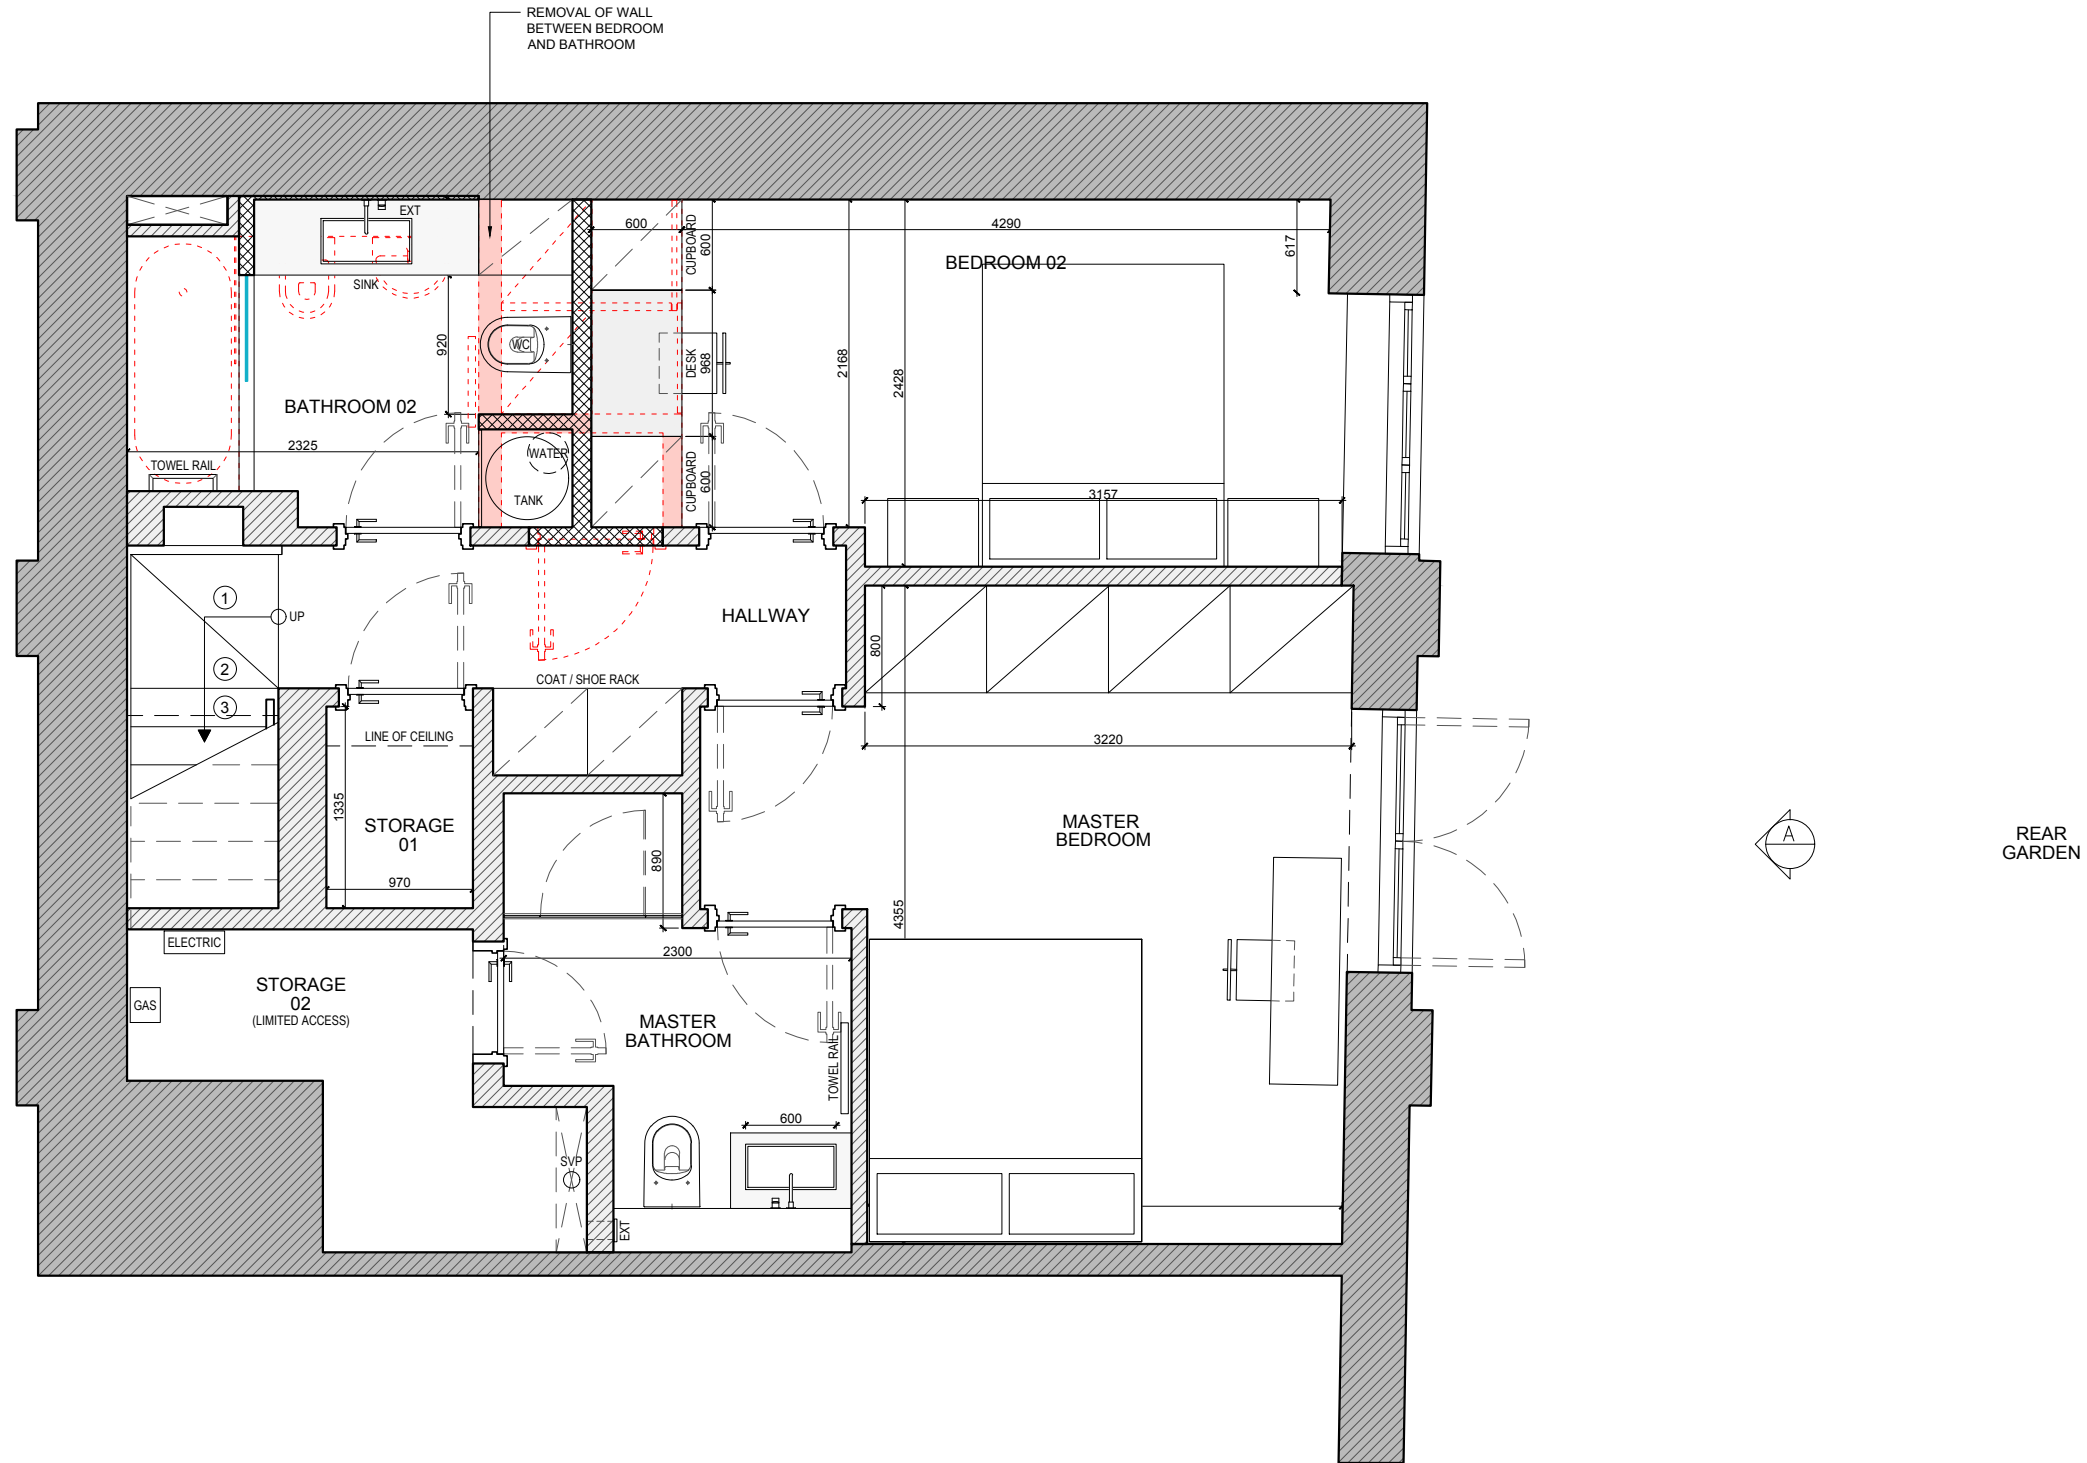 REMOVAL OF WALL
BETWEEN BEDROOM
AND BATHROOM
EXT
SINK
600
CUPBOARD
600
4290
617
BEDROOM 02
920
WC
DESK
968
2168
2428
BATHROOM 02
2325
TOWEL RAIL
WATER
TANK
CUPBOARD
600
3157
1
UP
2
3
HALLWAY
800
COAT / SHOE RACK
LINE OF CEILING
3220
1335
STORAGE
01
970
890
MASTER
BEDROOM
A
REAR
GARDEN
4355
ELECTRIC
2300
GAS
STORAGE
02
(LIMITED ACCESS)
MASTER
BATHROOM
TOWEL RAIL
600
SVP
EXT